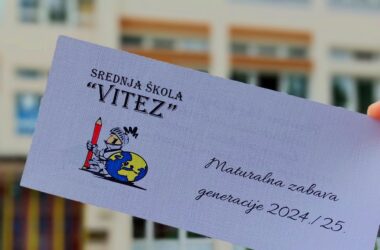 SREDNJA ŠKOLA
"VITEZ"
Maturalna zabava
generacije 2024./25.